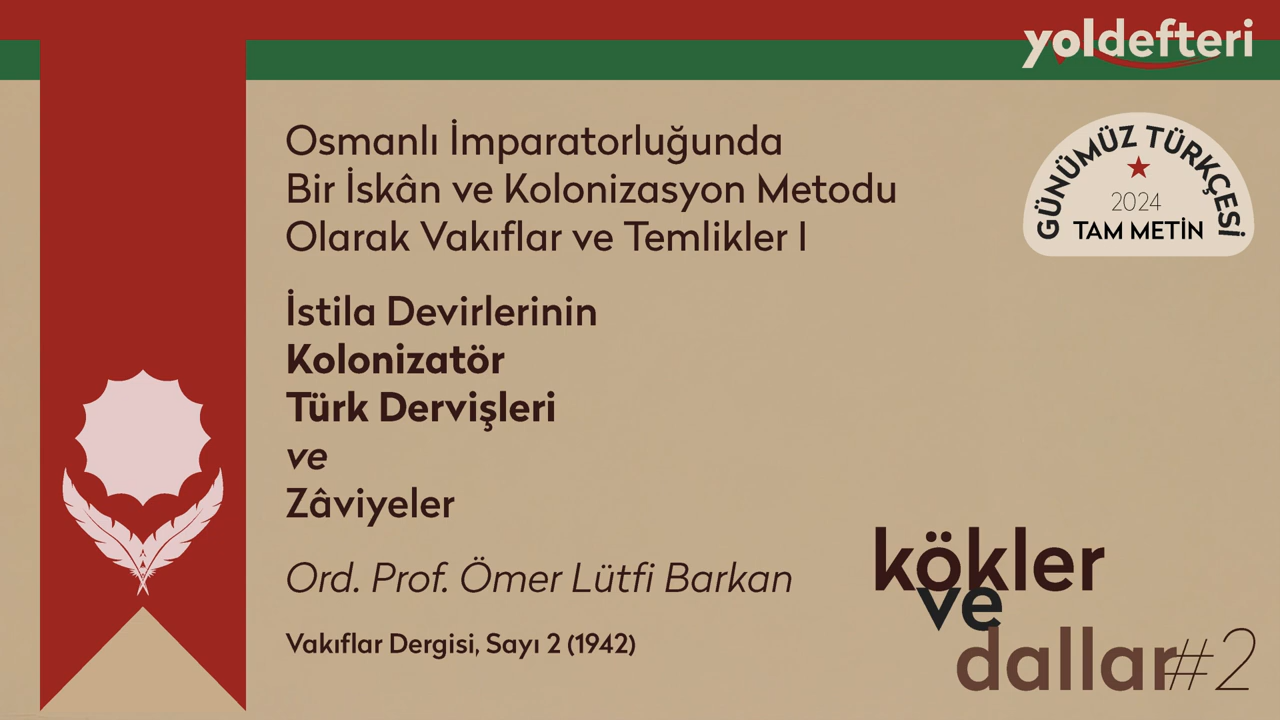 yoldefteri
Osmanlı İmparatorluğunda
Bir İskân ve Kolonizasyon Metodu
Olarak Vakıflar ve Temlikler I
GÜNÜMÜZ TÜRKÇESİ
2024
TAM METİN
İstila Devirlerinin
Kolonizatör
Türk Dervişleri
ve
Zâviyeler
Ord. Prof. Ömer Lütfi Barkan
Vakıflar Dergisi, Sayı 2 (1942)
kökler
ve
dallar#2